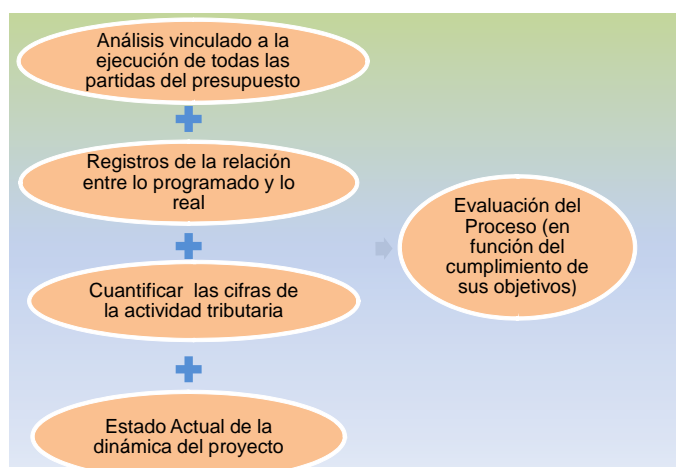 Análisis vinculado a la
ejecución de todas las
partidas del presupuesto
Registros de la relación
entre lo programado y lo
real
Cuantificar las cifras de
la actividad tributaria
Estado Actual de la
dinámica del proyecto
Evaluación del
Proceso (en
función del
cumplimiento de
sus objetivos)